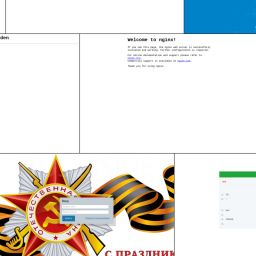 den
Welcome to nginx!
If you see this page, the nginx web server is successfully
installed and working. Further configuration is required.
For online documentation and support please refer to
nginx.org.
Commercial support is available at nginx.com.
Thank you for using nginx.
ОТЕЧЕСТВЕННАЯ
ВОЙНА
С ПРАЗДНИК